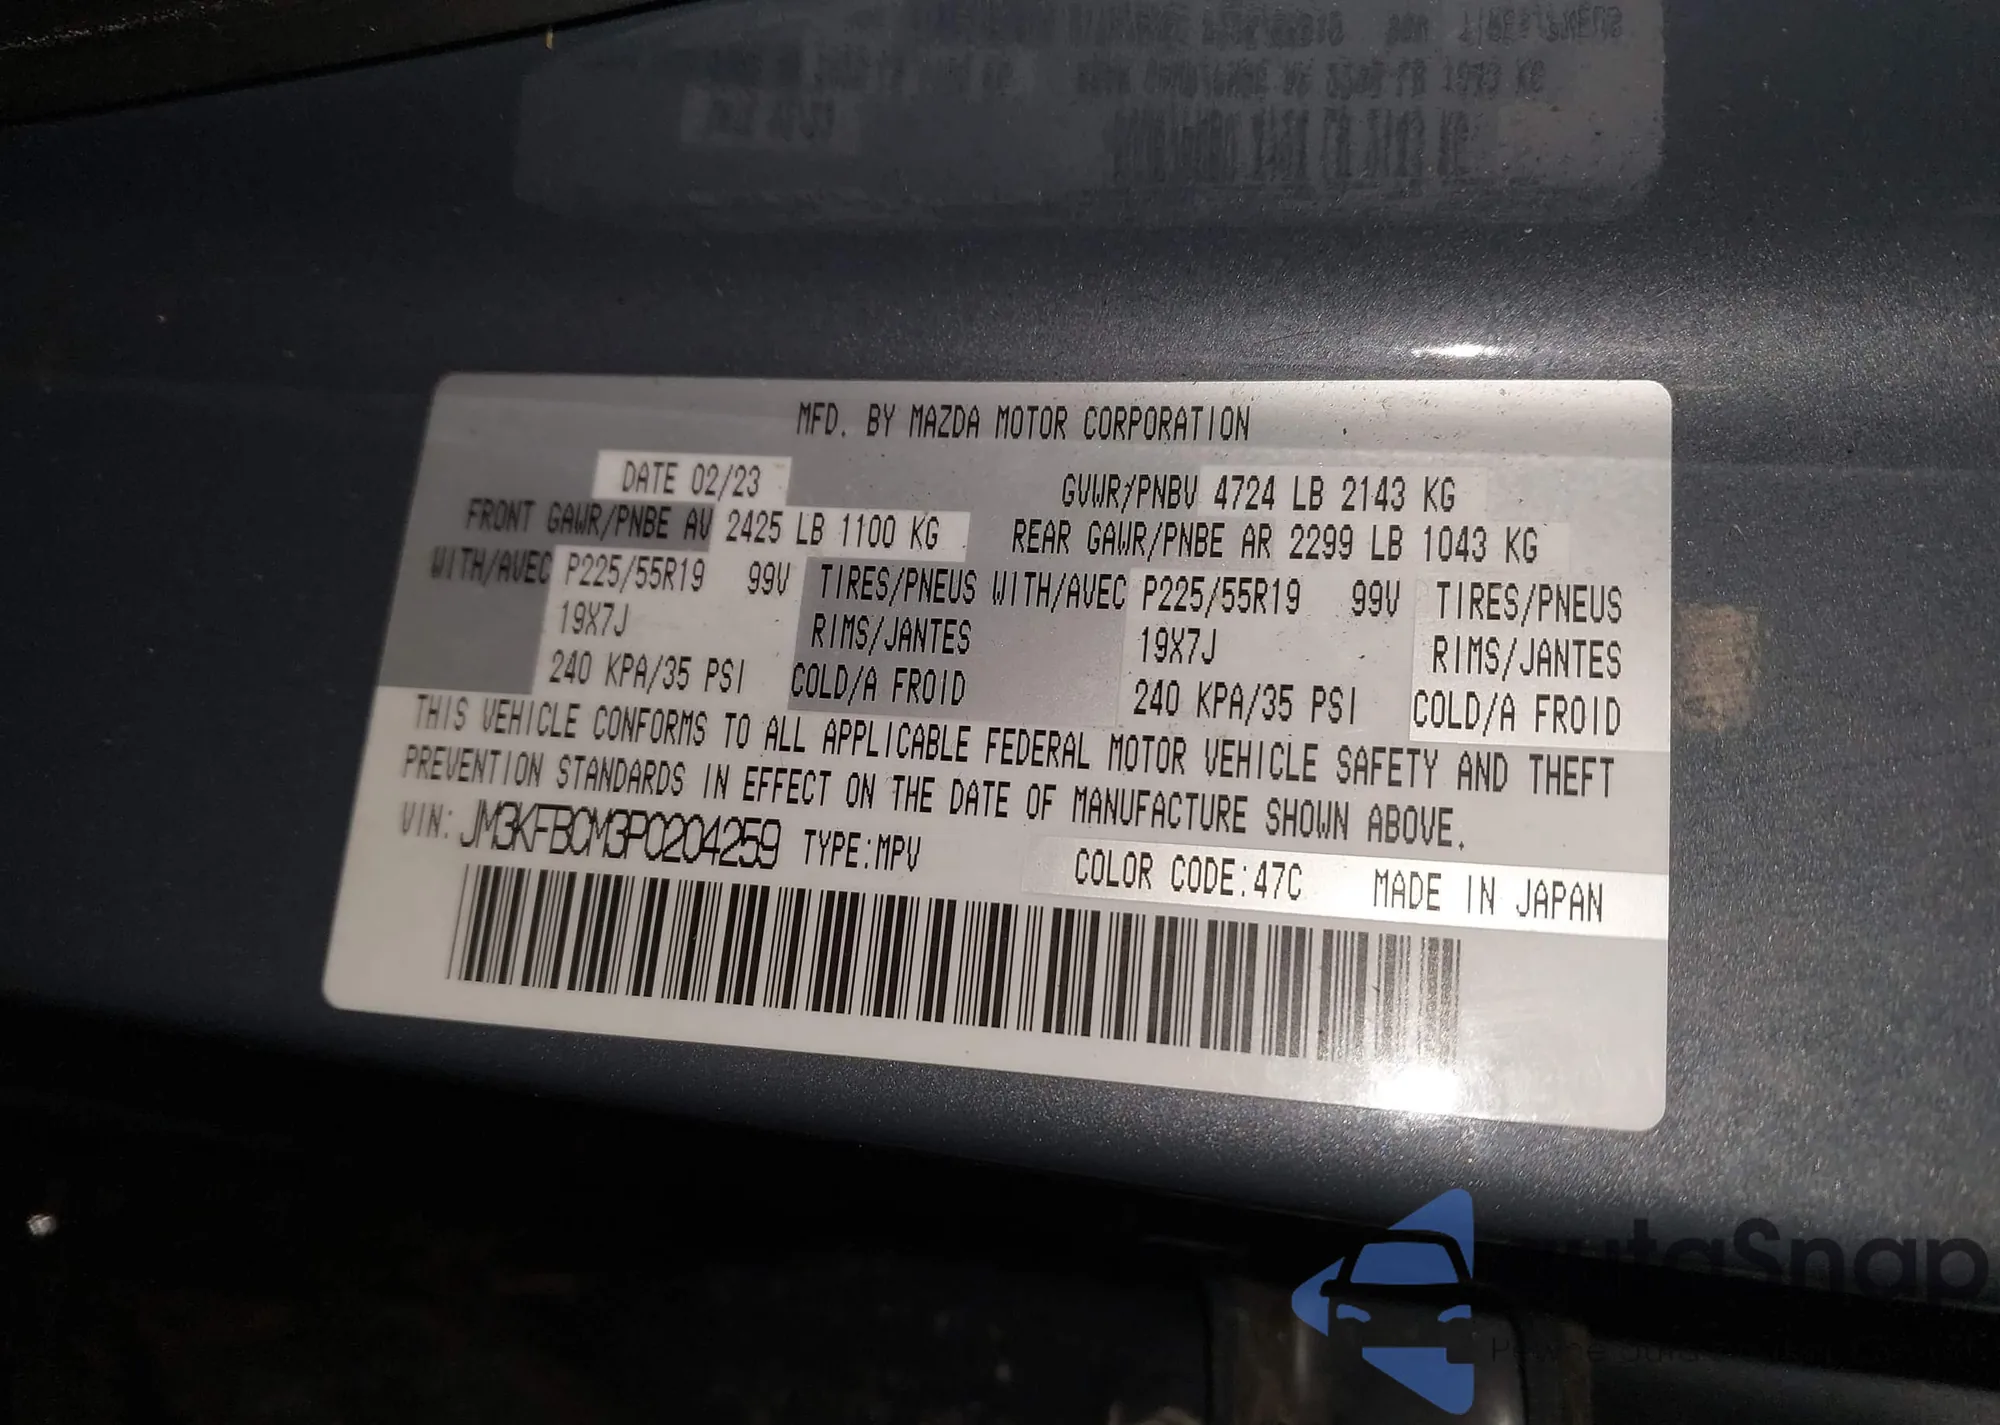 MFD. BY MAZDA MOTOR CORPORATION
DATE 02/23 GVWR/PNBV 4724 LB 2143 KG
FRONT GAWR/PNBE AV 2425 LB 1100 KG REAR GAWR/PNBE AR 2299 LB 1043 KG
WITH/AVEC P225/55R19 99V TIRES/PNEUS WITH/AVEC P225/55R19 99V TIRES/PNEUS
19X7J RIMS/JANTES 19X7J RIMS/JANTES
240 KPA/35 PSI COLD/A FROID 240 KPA/35 PSI COLD/A FROID
THIS VEHICLE CONFORMS TO ALL APPLICABLE FEDERAL MOTOR VEHICLE SAFETY AND THEFT
PREVENTION STANDARDS IN EFFECT ON THE DATE OF MANUFACTURE SHOWN ABOVE.
VIN: JM3KFBCM3P0204259 TYPE:MPV COLOR CODE:47C MADE IN JAPAN
AutoSnap